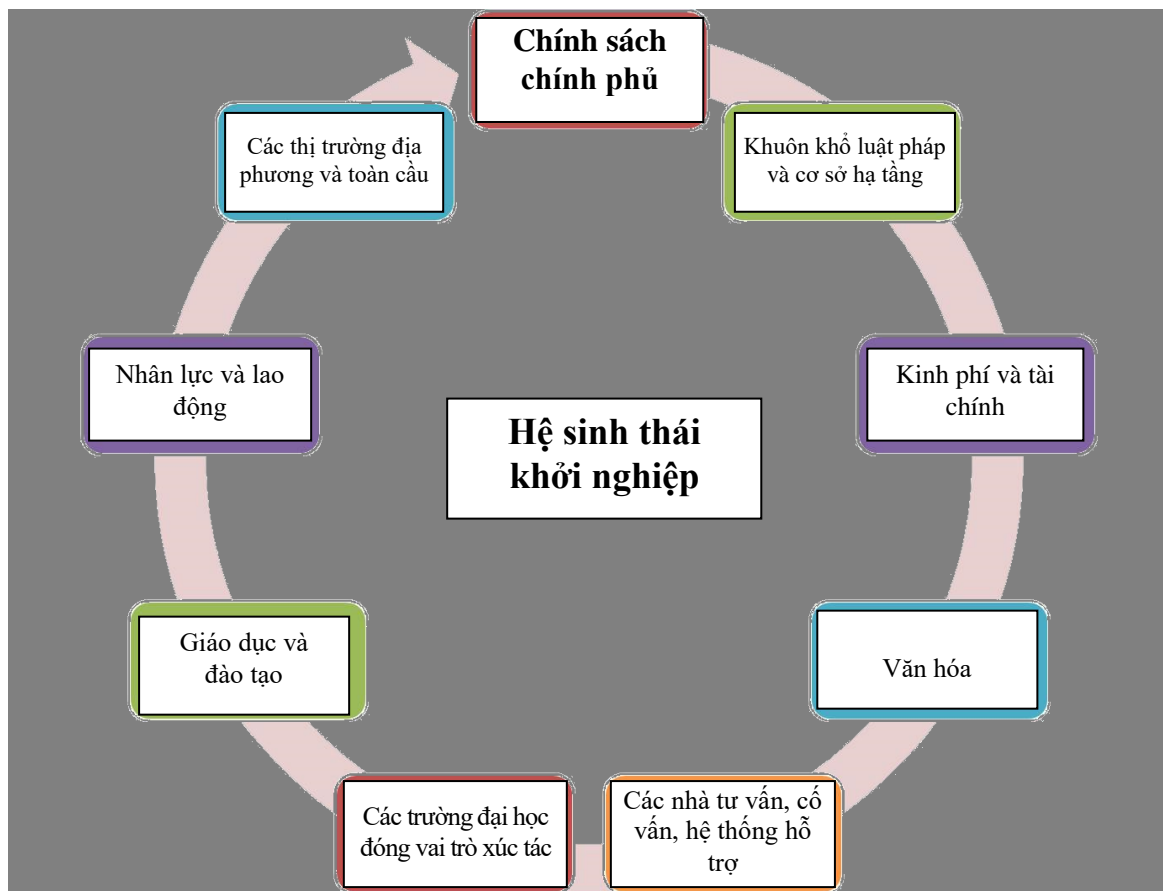 Chính sách
chính phủ
Khuôn khổ luật pháp
và cơ sở hạ tầng
Kinh phí và tài
chính
Văn hóa
Các nhà tư vấn, cố
vấn, hệ thống hỗ
trợ
Các trường đại học
đóng vai trò xúc tác
Giáo dục và
đào tạo
Nhân lực và lao
động
Các thị trường địa
phương và toàn cầu
Hệ sinh thái
khởi nghiệp